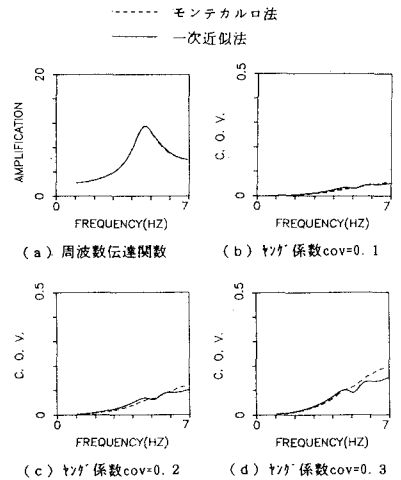 モンテカルロ法
一次近似法
20
AMPLIFICATION
0
0
7
FREQUENCY(HZ)
(a) 周波数伝達関数
0.5
C. O. V.
0
0
7
FREQUENCY(HZ)
(b) ﾔﾝｸﾞ係数cov=0. 1
0.5
C. O. V.
0
0
7
FREQUENCY(HZ)
(c) ﾔﾝｸﾞ係数cov=0. 2
0.5
C. O. V.
0
0
7
FREQUENCY(HZ)
(d) ﾔﾝｸﾞ係数cov=0. 3